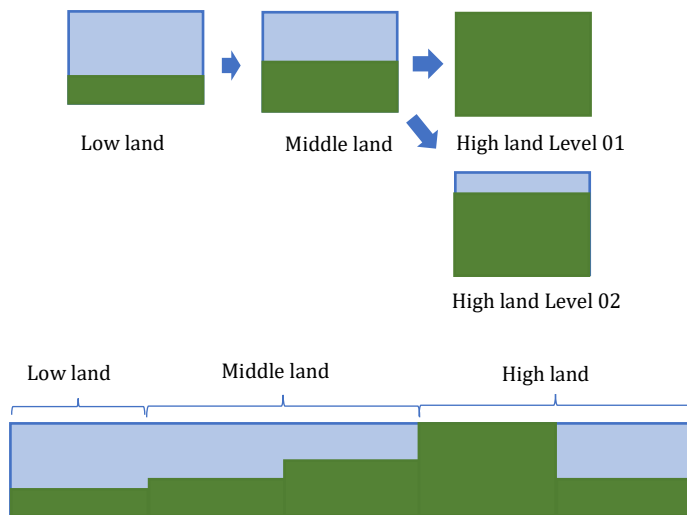 Low land
Middle land
High land Level 01
High land Level 02
Low land
Middle land
High land